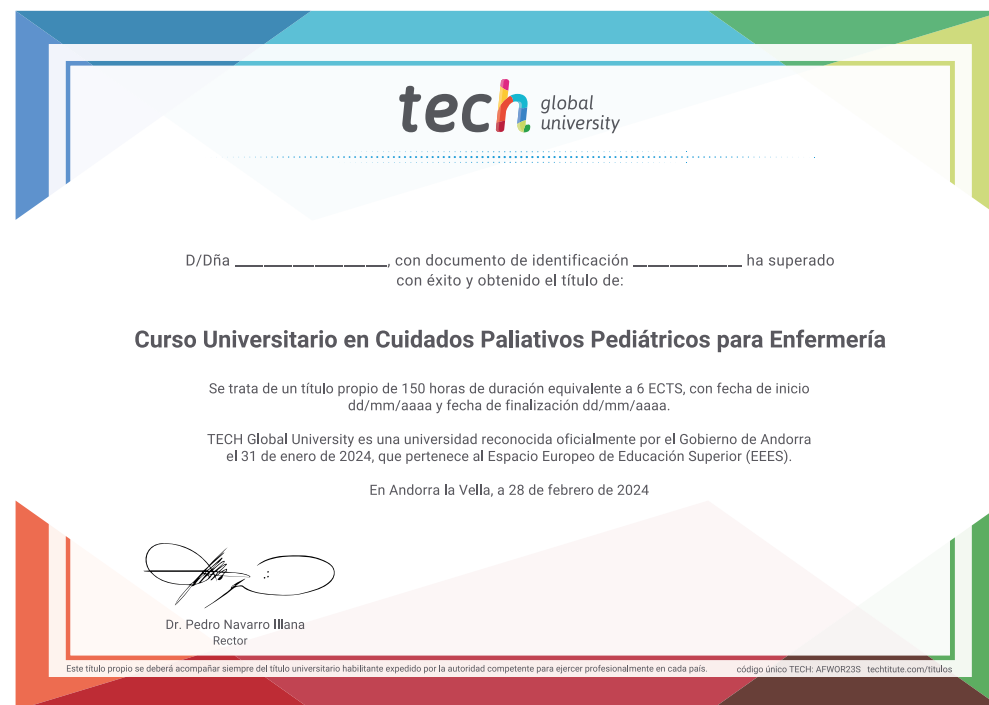 tech global
university
D/Dña ______________, con documento de identificación __________ ha superado
con éxito y obtenido el título de:
Curso Universitario en Cuidados Paliativos Pediátricos para Enfermería
Se trata de un título propio de 150 horas de duración equivalente a 6 ECTS, con fecha de inicio
dd/mm/aaaa y fecha de finalización dd/mm/aaaa.
TECH Global University es una universidad reconocida oficialmente por el Gobierno de Andorra
el 31 de enero de 2024, que pertenece al Espacio Europeo de Educación Superior (EEES).
En Andorra la Vella, a 28 de febrero de 2024
Dr. Pedro Navarro Illana
Rector
Este título propio se deberá acompañar siempre del título universitario habilitante expedido por la autoridad competente para ejercer profesionalmente en cada país. código único TECH: AFWOR23S techtitute.com/titulos